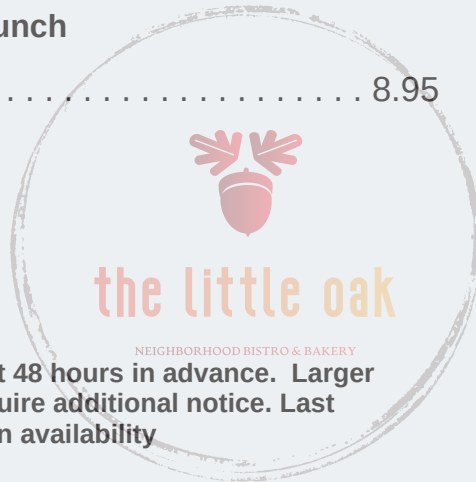 unch
. . . . . . . . . . . . . . . . . . . 8.95
the little oak
NEIGHBORHOOD BISTRO & BAKERY
t 48 hours in advance.  Larger
uire additional notice. Last
n availability